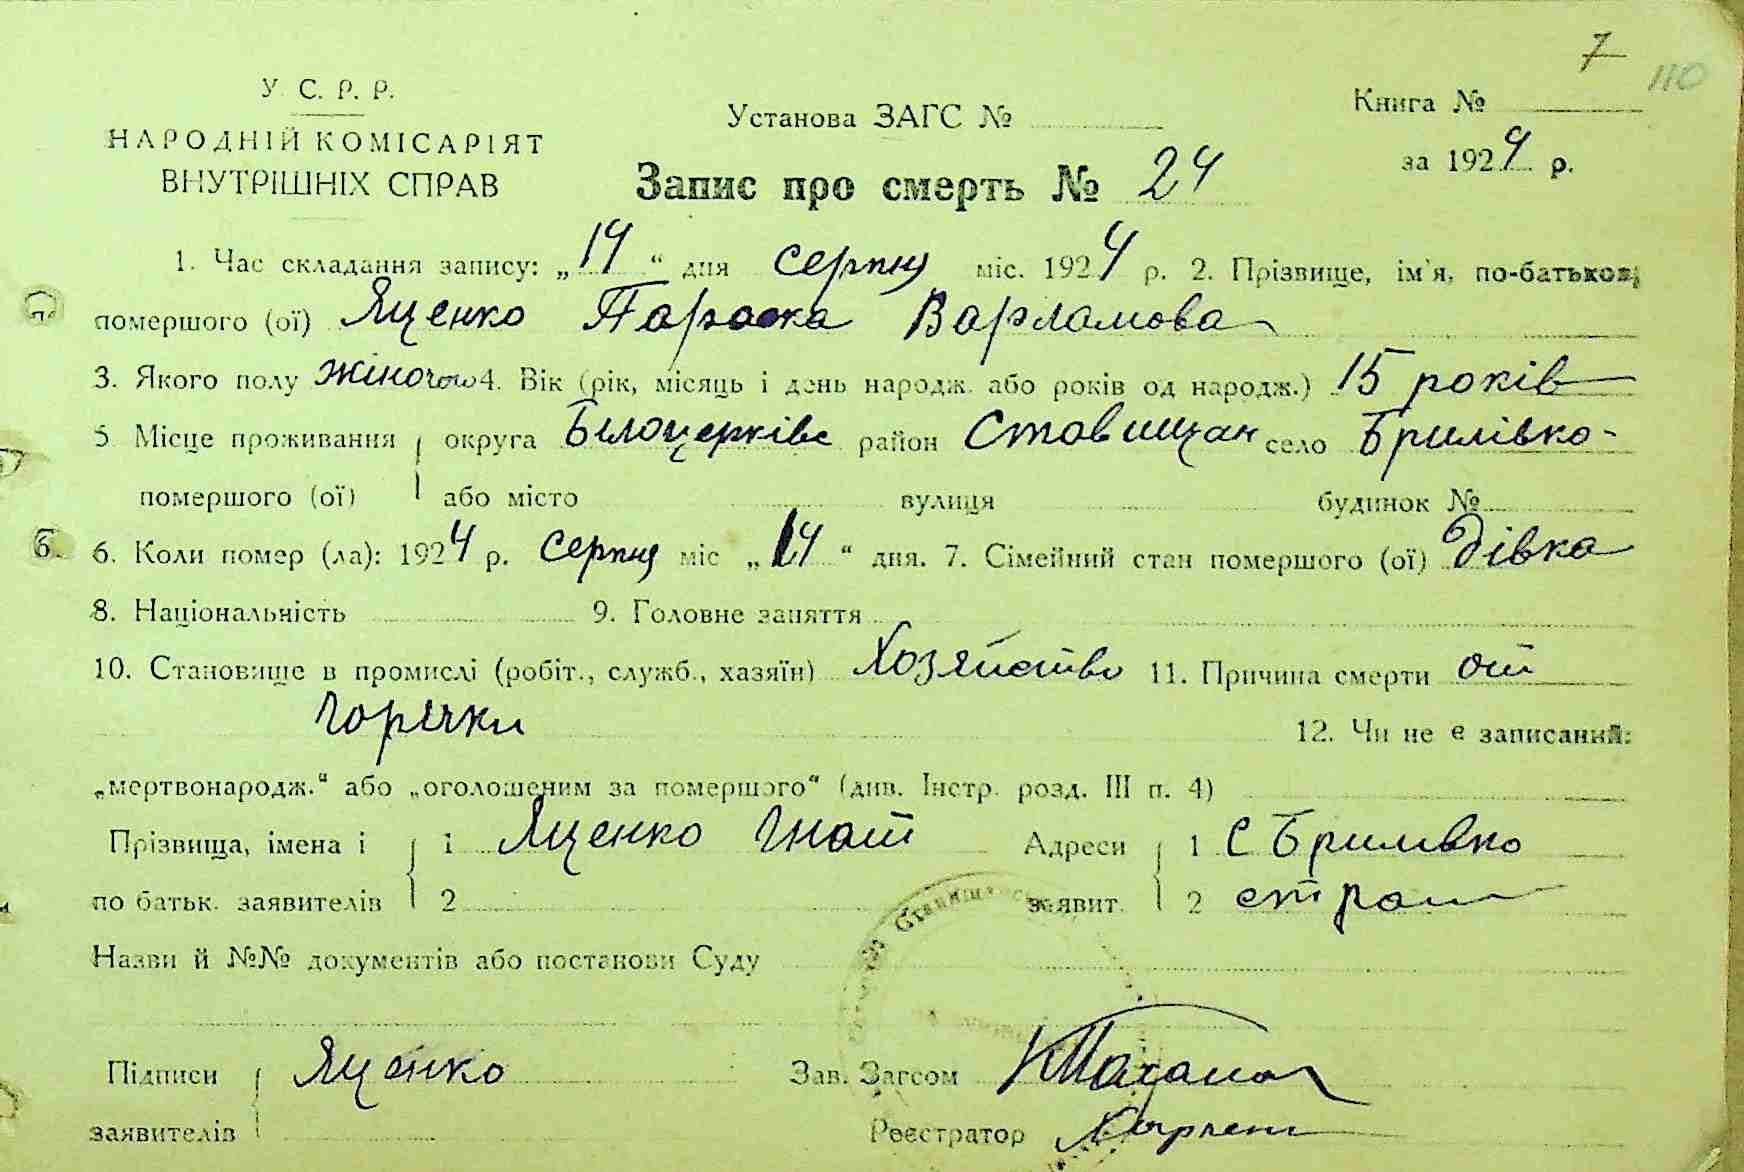 7 110
У. С. Р. Р.
НАРОДНІЙ КОМІСАРІЯТ
ВНУТРІШНІХ СПРАВ
Установа ЗАГС №
Книга №
за 1924 р.
Запис про смерть № 24
1. Час складання запису: „14“ дня серпня міс. 1924 р. 2. Прізвище, ім'я, по-батькові,
помершого (ої) Яценко Параска Варламова
3. Якого полу жіночого 4. Вік (рік, місяць і день народж. або років од народж.) 15 років
5 Місце проживання округа Білоцерківс район Ставищан село Брилівко-
помершого (ої) або місто вулиця будинок №
б. 6. Коли помер (ла): 1924 р. серпня міс „14“ дня. 7. Сімейний стан помершого (ої) Дівка
8. Національність 9. Головне заняття
10. Становище в промислі (робіт., служб., хазяїн) Хозяйство 11. Причина смерти от
горячки 12. Чи не є записаний:
„мертвонародж.“ або „оголошеним за помершого“ (див. Інстр. розд. III п. 4)
Прізвища, імена і 1 Яценко Гнат Адреси 1 С Брилівко
по батьк. заявителів 2 заявит. 2
Назви й №№ документів або постанови Суду
Підписи Яценко Зав. Загсом
заявителів Реєстратор